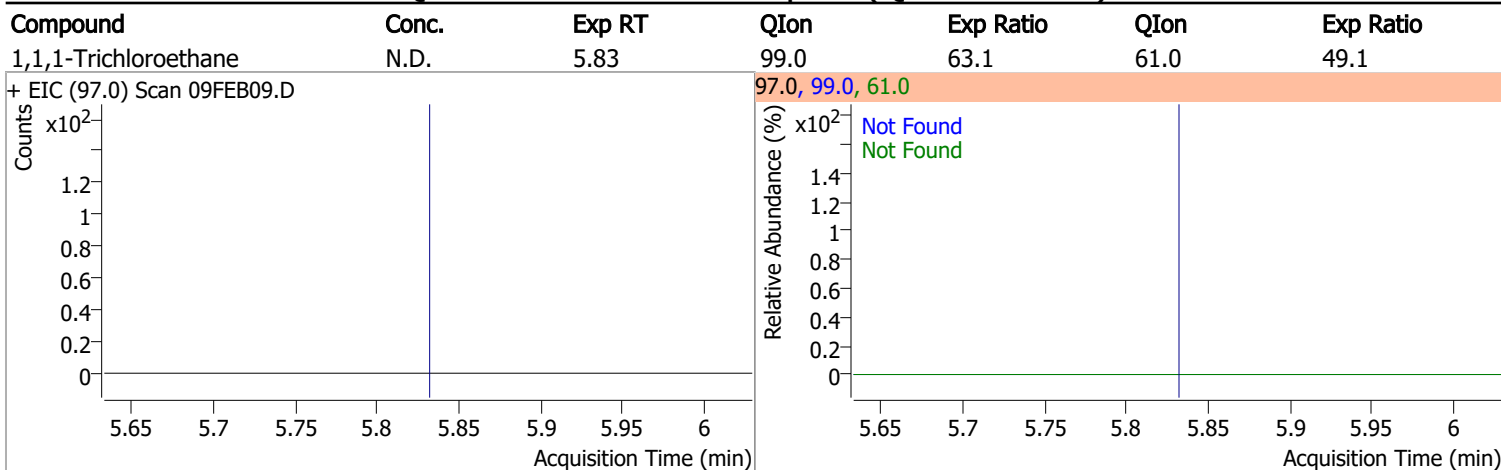 Compound Conc. Exp RT QIon Exp Ratio QIon Exp Ratio
1,1,1-Trichloroethane N.D. 5.83 99.0 63.1 61.0 49.1
+ EIC (97.0) Scan 09FEB09.D
Counts
x10²
1.2
1
0.8
0.6
0.4
0.2
0
5.65 5.7 5.75 5.8 5.85 5.9 5.95 6
Acquisition Time (min)
97.0, 99.0, 61.0
Relative Abundance (%)
x10²
Not Found
Not Found
1.4
1.2
1
0.8
0.6
0.4
0.2
0
5.65 5.7 5.75 5.8 5.85 5.9 5.95 6
Acquisition Time (min)